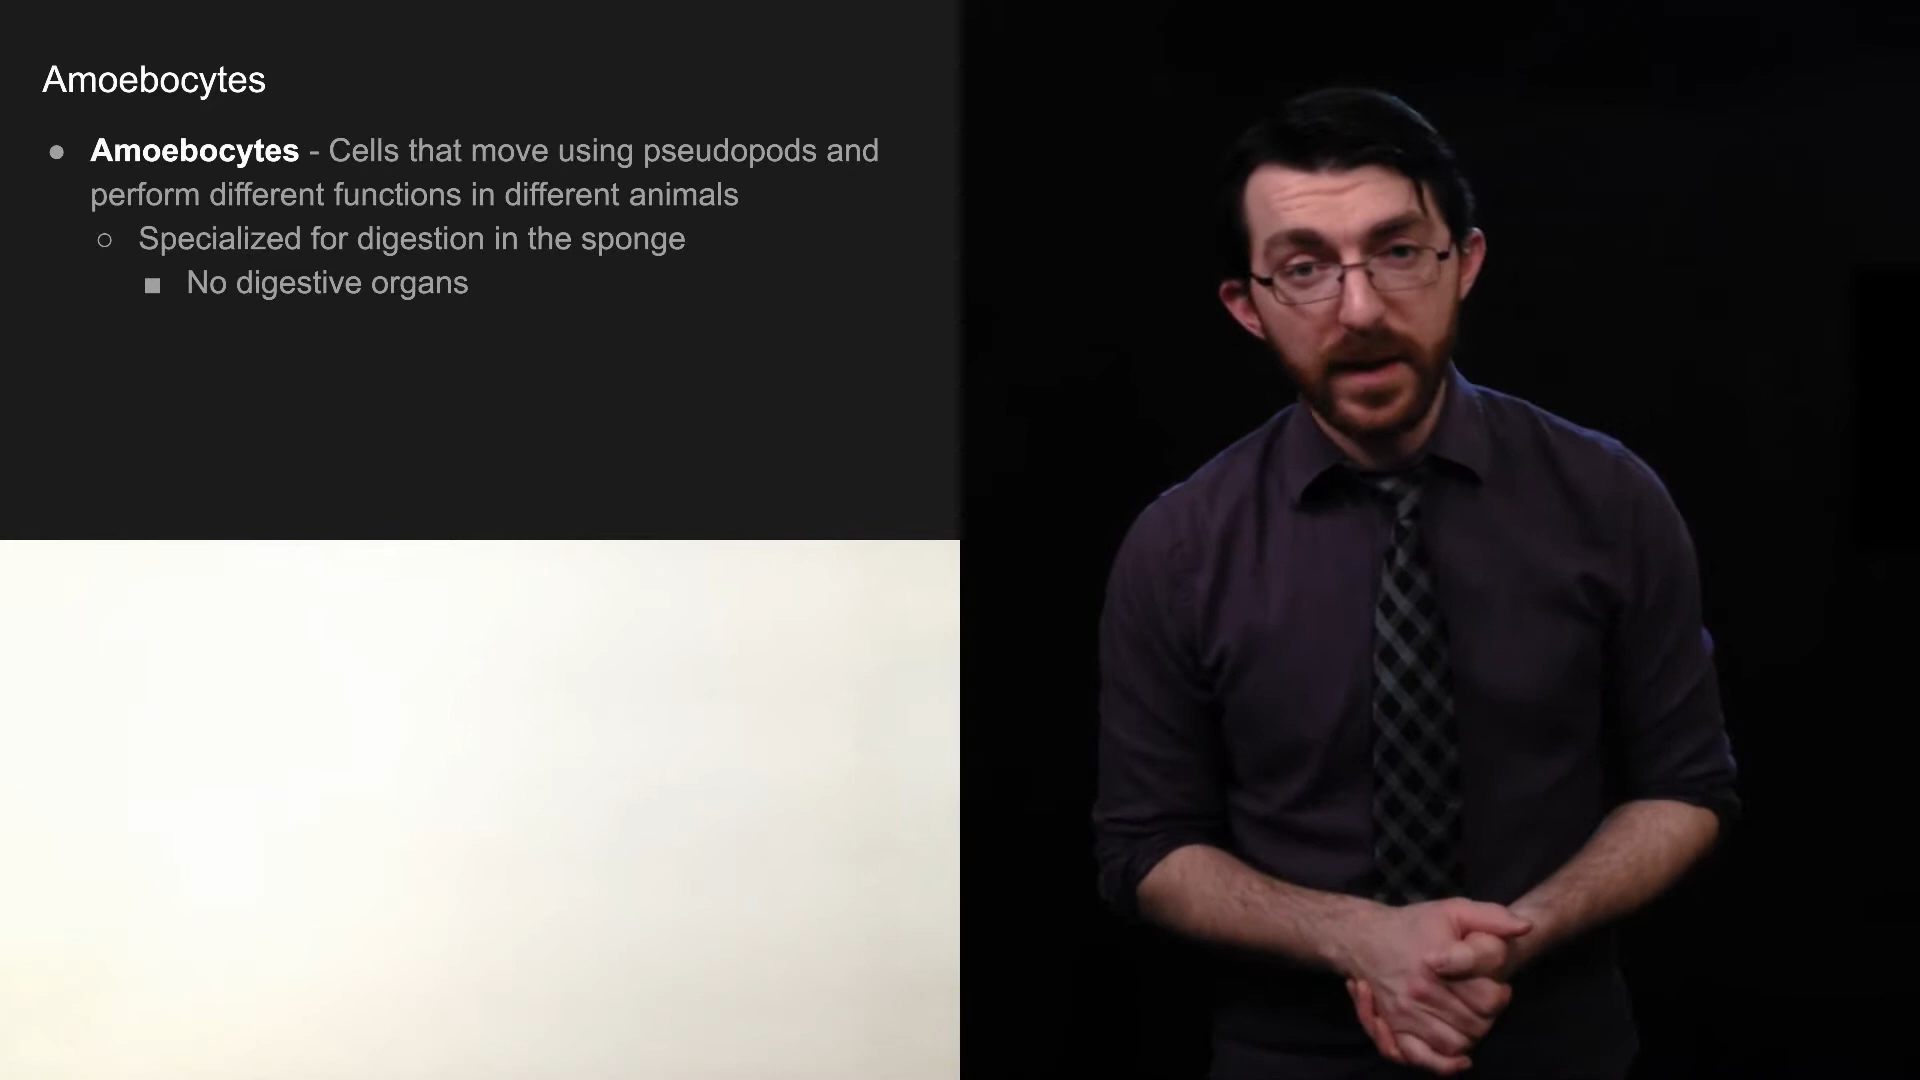 Amoebocytes
● Amoebocytes - Cells that move using pseudopods and
perform different functions in different animals
○ Specialized for digestion in the sponge
■ No digestive organs